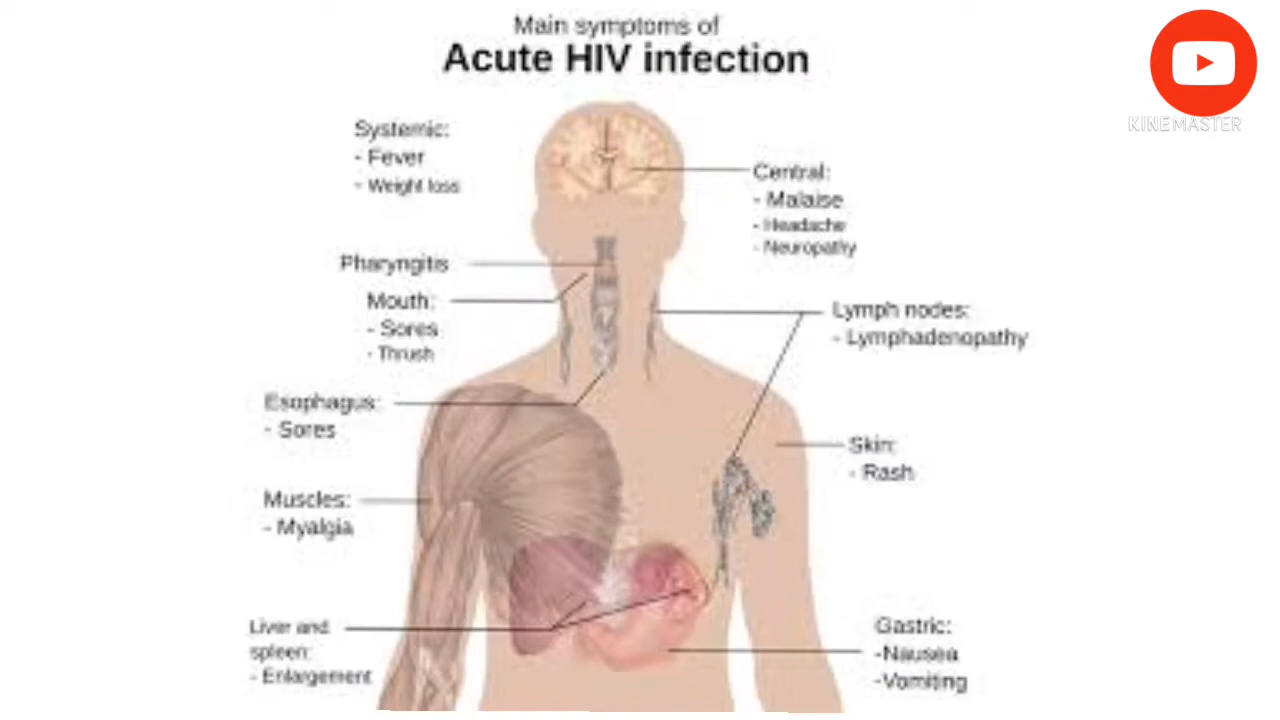 Main symptoms of
Acute HIV infection
KINEMASTER
Systemic:
- Fever
- Weight loss
Central:
- Malaise
- Headache
- Neuropathy
Pharyngitis
Mouth:
- Sores
- Thrush
Lymph nodes:
- Lymphadenopathy
Esophagus:
- Sores
Skin:
- Rash
Muscles:
- Myalgia
Liver and
spleen:
- Enlargement
Gastric:
-Nausea
-Vomiting